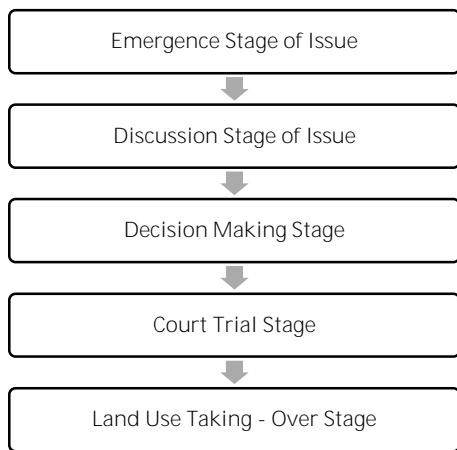 Emergence Stage of Issue
Discussion Stage of Issue
Decision Making Stage
Court Trial Stage
Land Use Taking - Over Stage